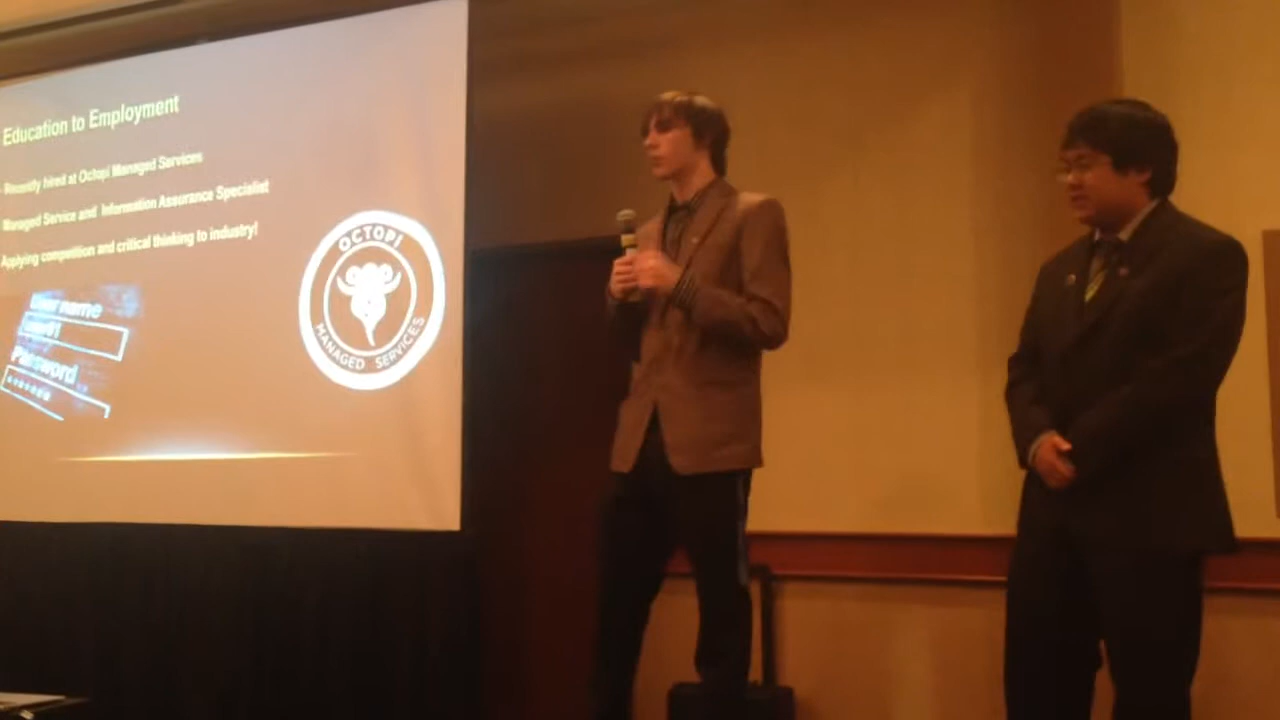 Education to Employment
Recently hired at Octopi Managed Services
Managed Service and Information Assurance Specialist
Applying competition and critical thinking to industry!
User name
Password
OCTOPi
MANAGED SERVICES